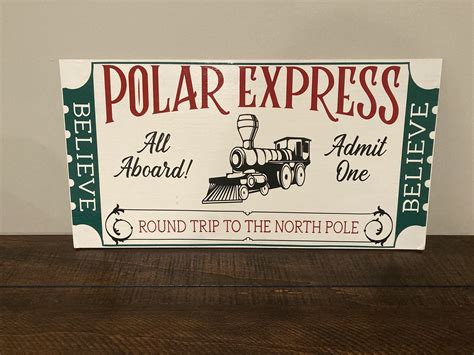 POLAR EXPRESS
BELIEVE
All
Aboard!
Admit
One
BELIEVE
ROUND TRIP TO THE NORTH POLE